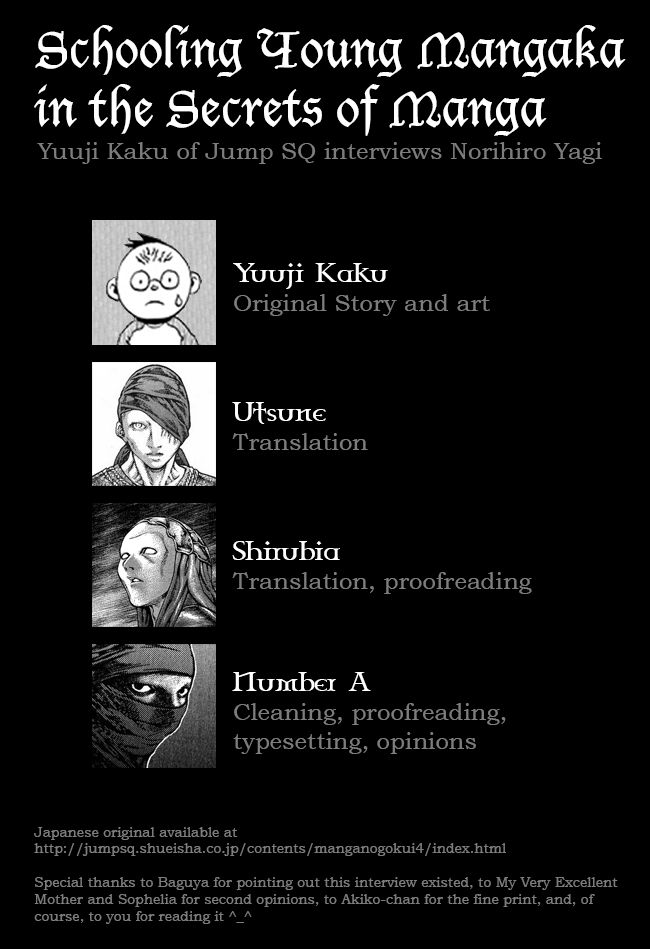 Schooling Young Mangaka
in the Secrets of Manga
Yuuji Kaku of Jump SQ interviews Norihiro Yagi
Yuuji Kaku
Original Story and art
Utsune
Translation
Shirubia
Translation, proofreading
Number A
Cleaning, proofreading,
typesetting, opinions
Japanese original available at
http://jumpsq.shueisha.co.jp/contents/manganogokui4/index.html
Special thanks to Baguya for pointing out this interview existed, to My Very Excellent
Mother and Sophelia for second opinions, to Akiko-chan for the fine print, and, of
course, to you for reading it ^_^